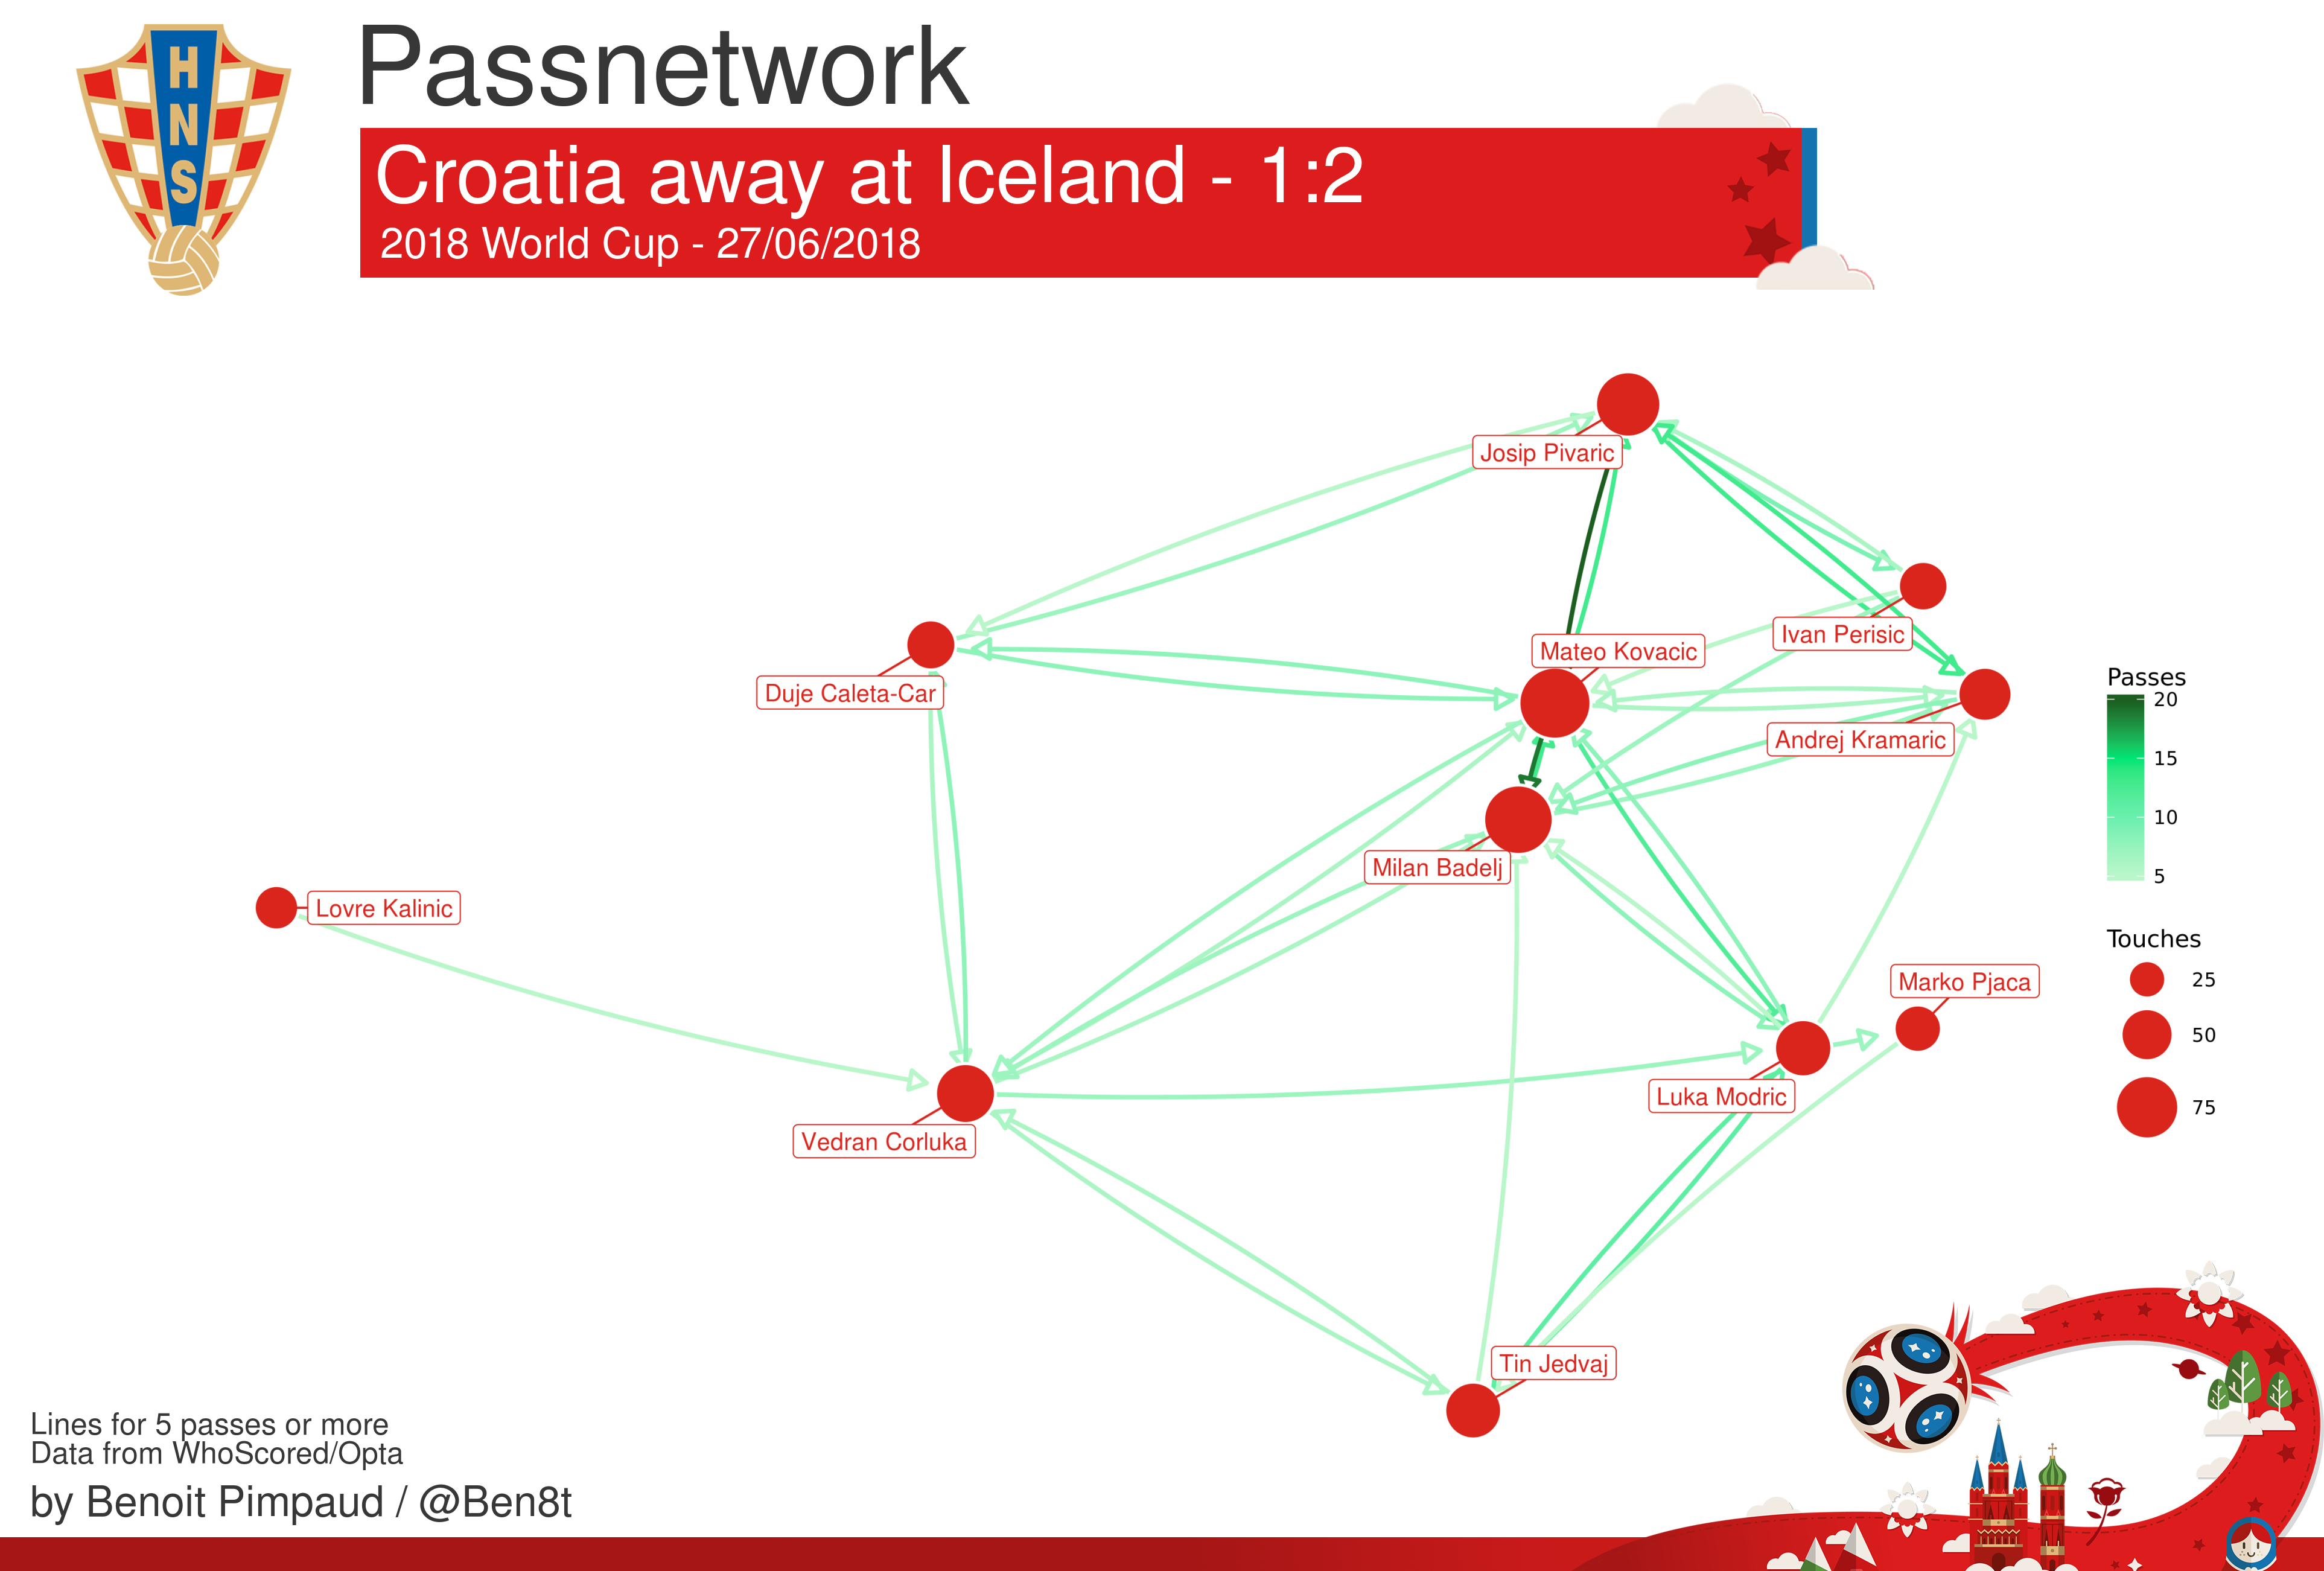 H
N
S
Passnetwork
Croatia away at Iceland - 1:2
2018 World Cup - 27/06/2018
Josip Pivaric
Ivan Perisic
Mateo Kovacic
Duje Caleta-Car
Andrej Kramaric
Milan Badelj
Lovre Kalinic
Marko Pjaca
Luka Modric
Vedran Corluka
Tin Jedvaj
Passes
20
15
10
5
Touches
25
50
75
Lines for 5 passes or more
Data from WhoScored/Opta
by Benoit Pimpaud / @Ben8t